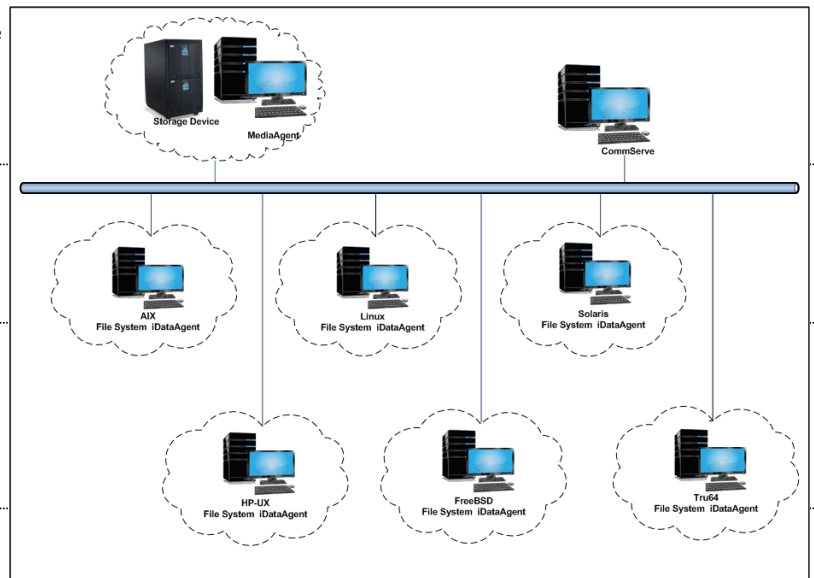 e
Storage Device
MediaAgent
CommServe
AIX
File System iDataAgent
Linux
File System iDataAgent
Solaris
File System iDataAgent
HP-UX
File System iDataAgent
FreeBSD
File System iDataAgent
Tru64
File System iDataAgent